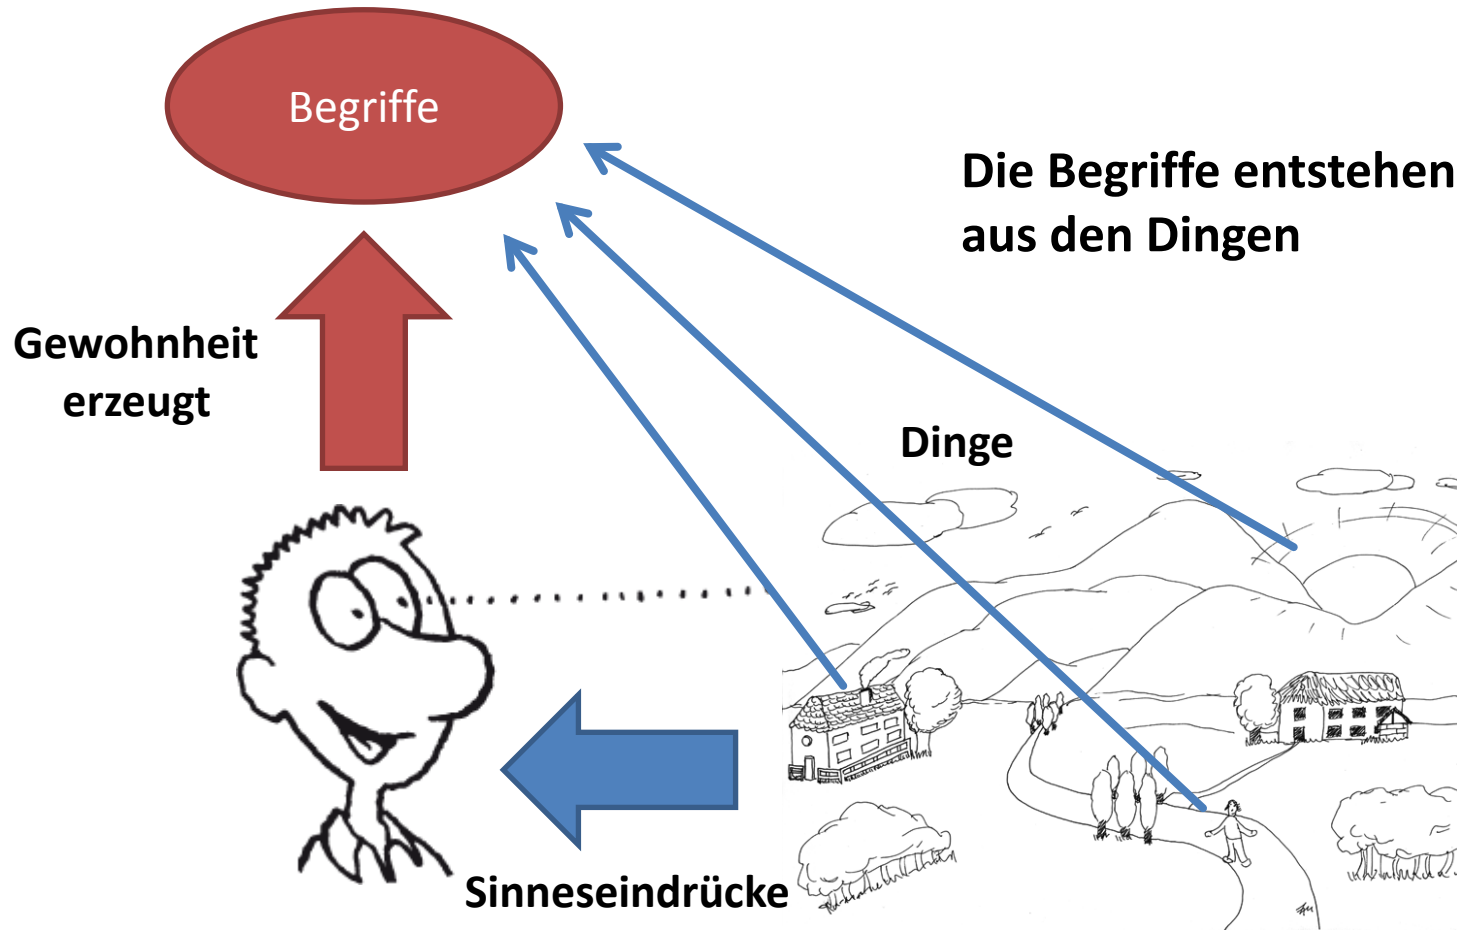 Begriffe
Die Begriffe entstehen
aus den Dingen
Gewohnheit
erzeugt
Dinge
Sinneseindrücke